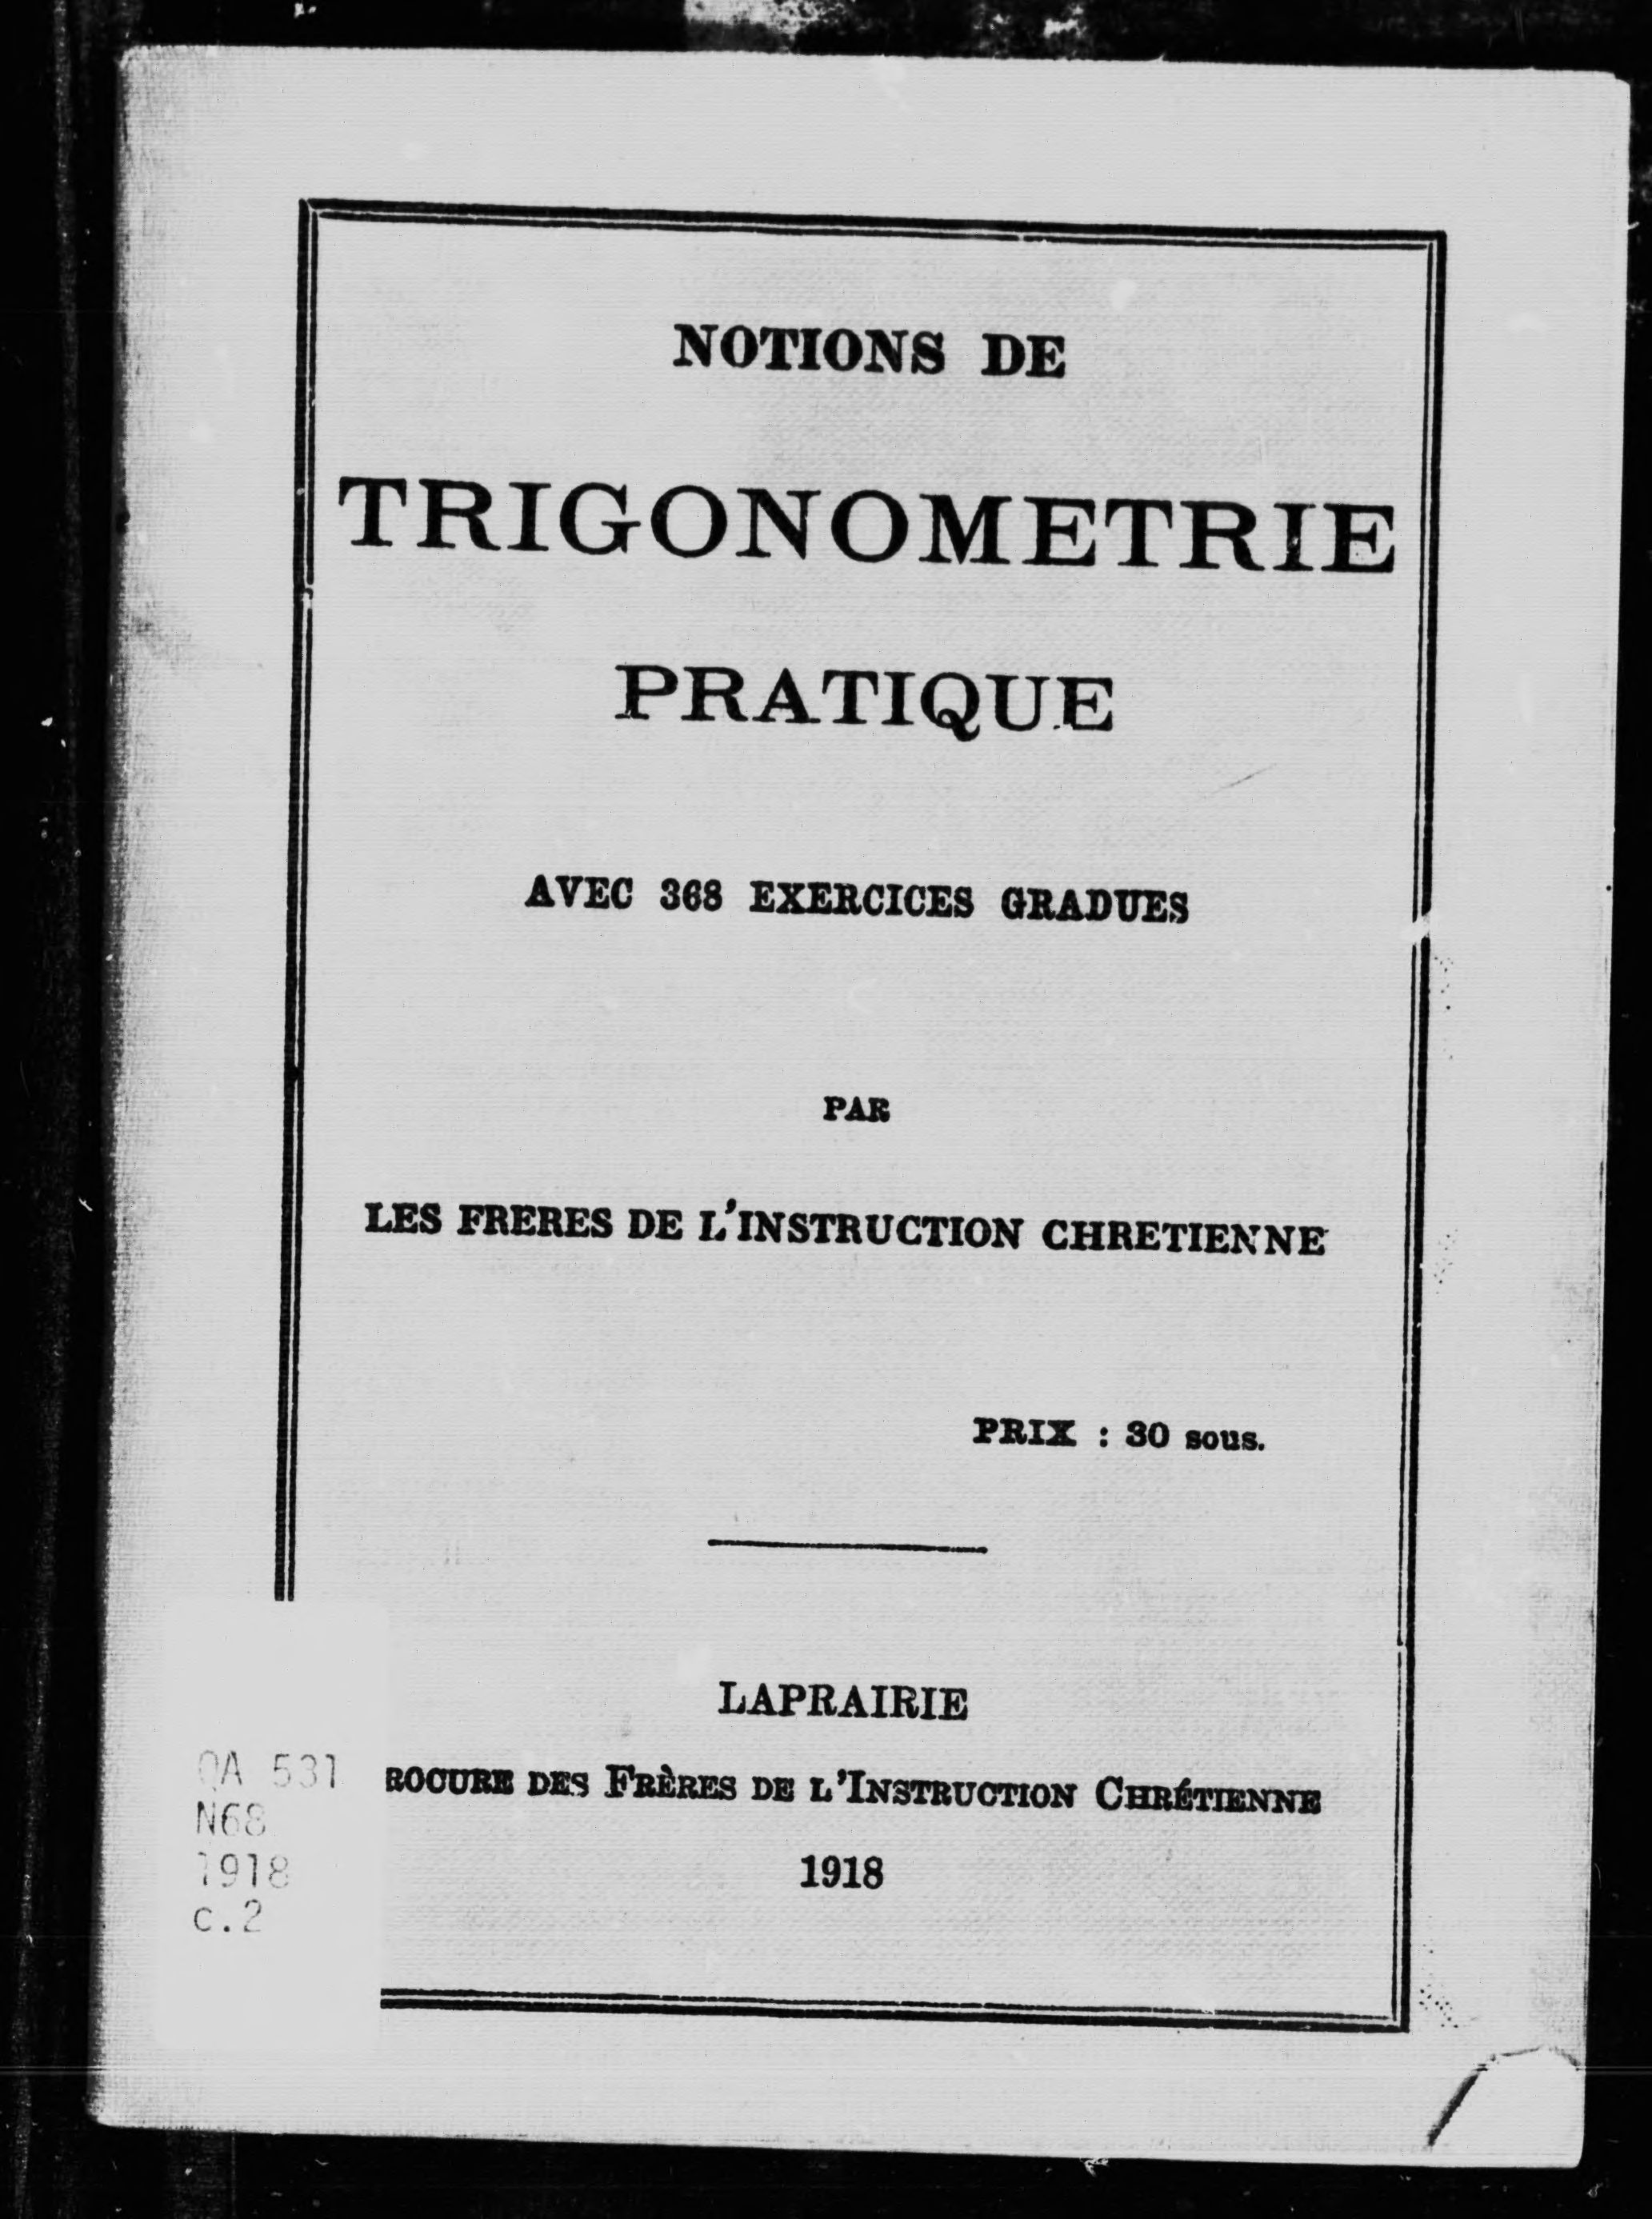 NOTIONS DE
TRIGONOMETRIE
PRATIQUE
AVEC 368 EXERCICES GRADUES
PAR
LES FRERES DE L'INSTRUCTION CHRETIENNE
PRIX : 30 sous.
LAPRAIRIE
ROCURE DES FRÈRES DE L'INSTRUCTION CHRÉTIENNE
1918
QA 531
N68
1918
c.2